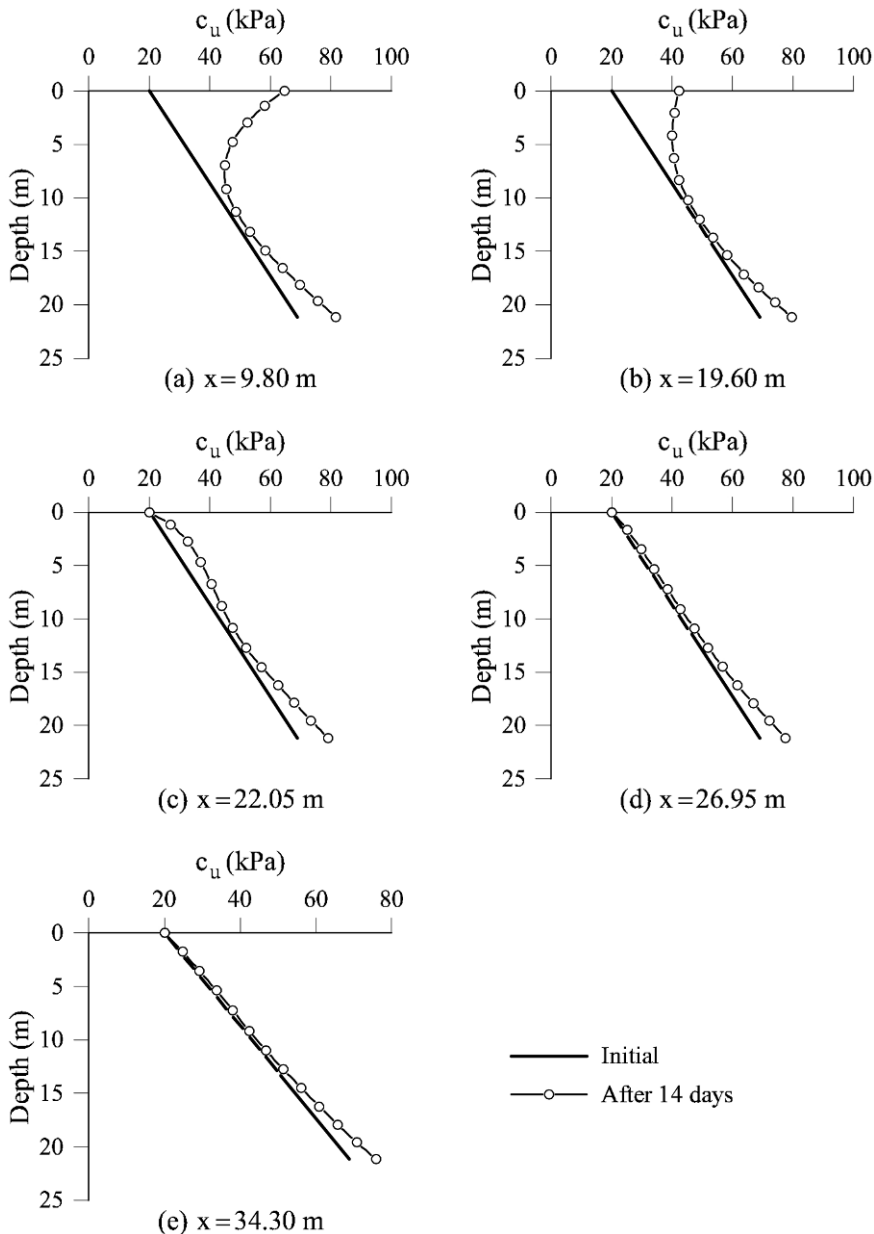 c_u (kPa)
0 20 40 60 80 100
0
5
10
15
20
25
Depth (m)
(a) x=9.80 m
c_u (kPa)
0 20 40 60 80 100
0
5
10
15
20
25
Depth (m)
(b) x=19.60 m
c_u (kPa)
0 20 40 60 80 100
0
5
10
15
20
25
Depth (m)
(c) x=22.05 m
c_u (kPa)
0 20 40 60 80 100
0
5
10
15
20
25
Depth (m)
(d) x=26.95 m
c_u (kPa)
0 20 40 60 80
0
5
10
15
20
25
Depth (m)
(e) x=34.30 m
Initial
After 14 days